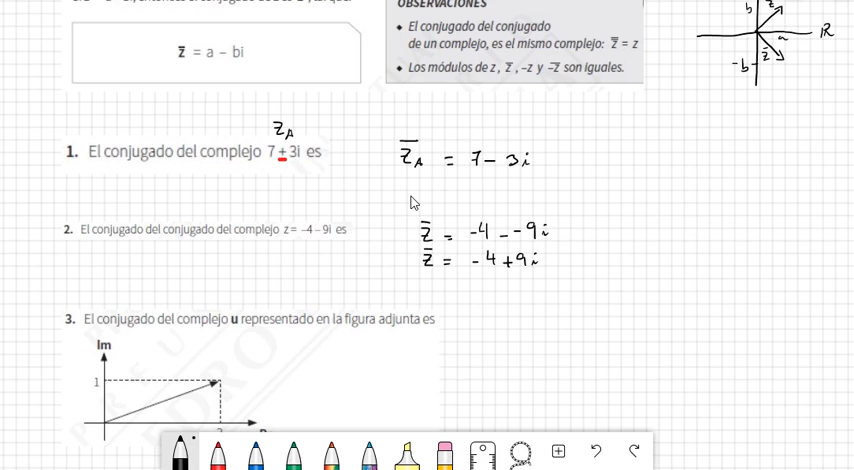 OBSERVACIONES
• El conjugado del conjugado
de un complejo, es el mismo complejo: z̿ = z
• Los módulos de z, z̅, –z y –z̅ son iguales.
z̅ = a – bi
b z
ℝ
a
-b z̅
z_A
1. El conjugado del complejo 7 + 3i es
z̅_A = 7 - 3i
2. El conjugado del conjugado del complejo z = –4 – 9i es
z̅ = -4 - -9i
z̅ = -4 + 9i
3. El conjugado del complejo u representado en la figura adjunta es
Im
1